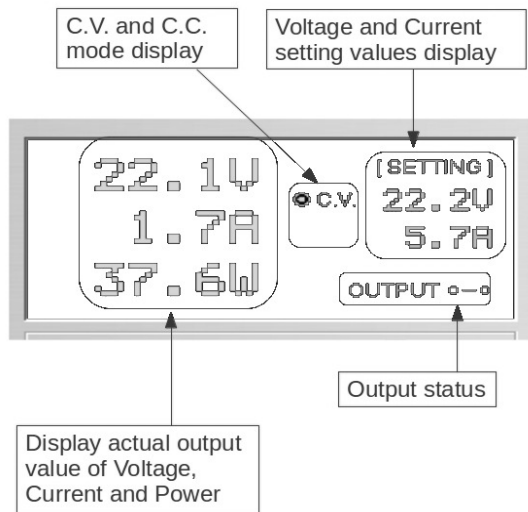 C.V. and C.C.
mode display
Voltage and Current
setting values display
22.1V
1.7A
37.6W
C.V.
[SETTING]
22.2V
5.7A
OUTPUT
Output status
Display actual output
value of Voltage,
Current and Power